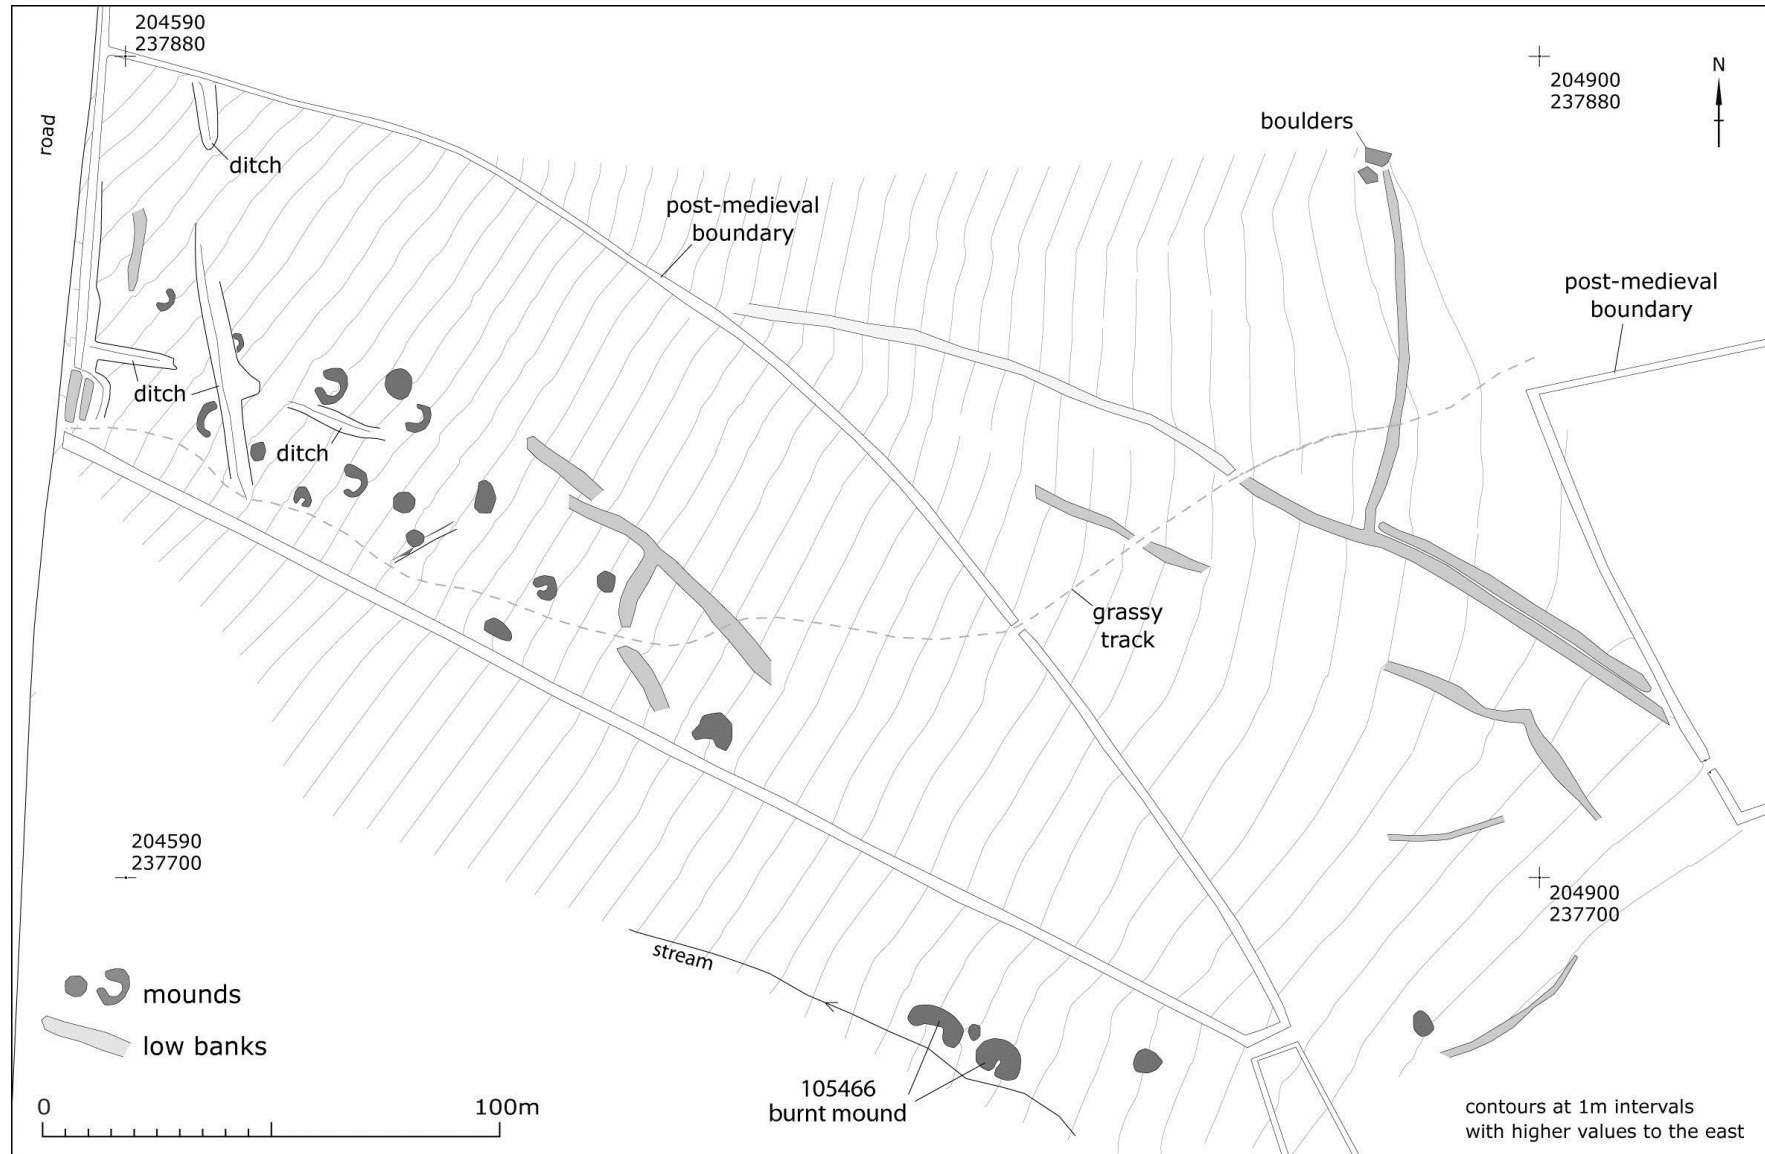 204590
237880
204900
237880
N
road
boulders
ditch
post-medieval
boundary
post-medieval
boundary
ditch
ditch
grassy
track
204590
237700
204900
237700
stream
mounds
low banks
105466
burnt mound
0
100m
contours at 1m intervals
with higher values to the east